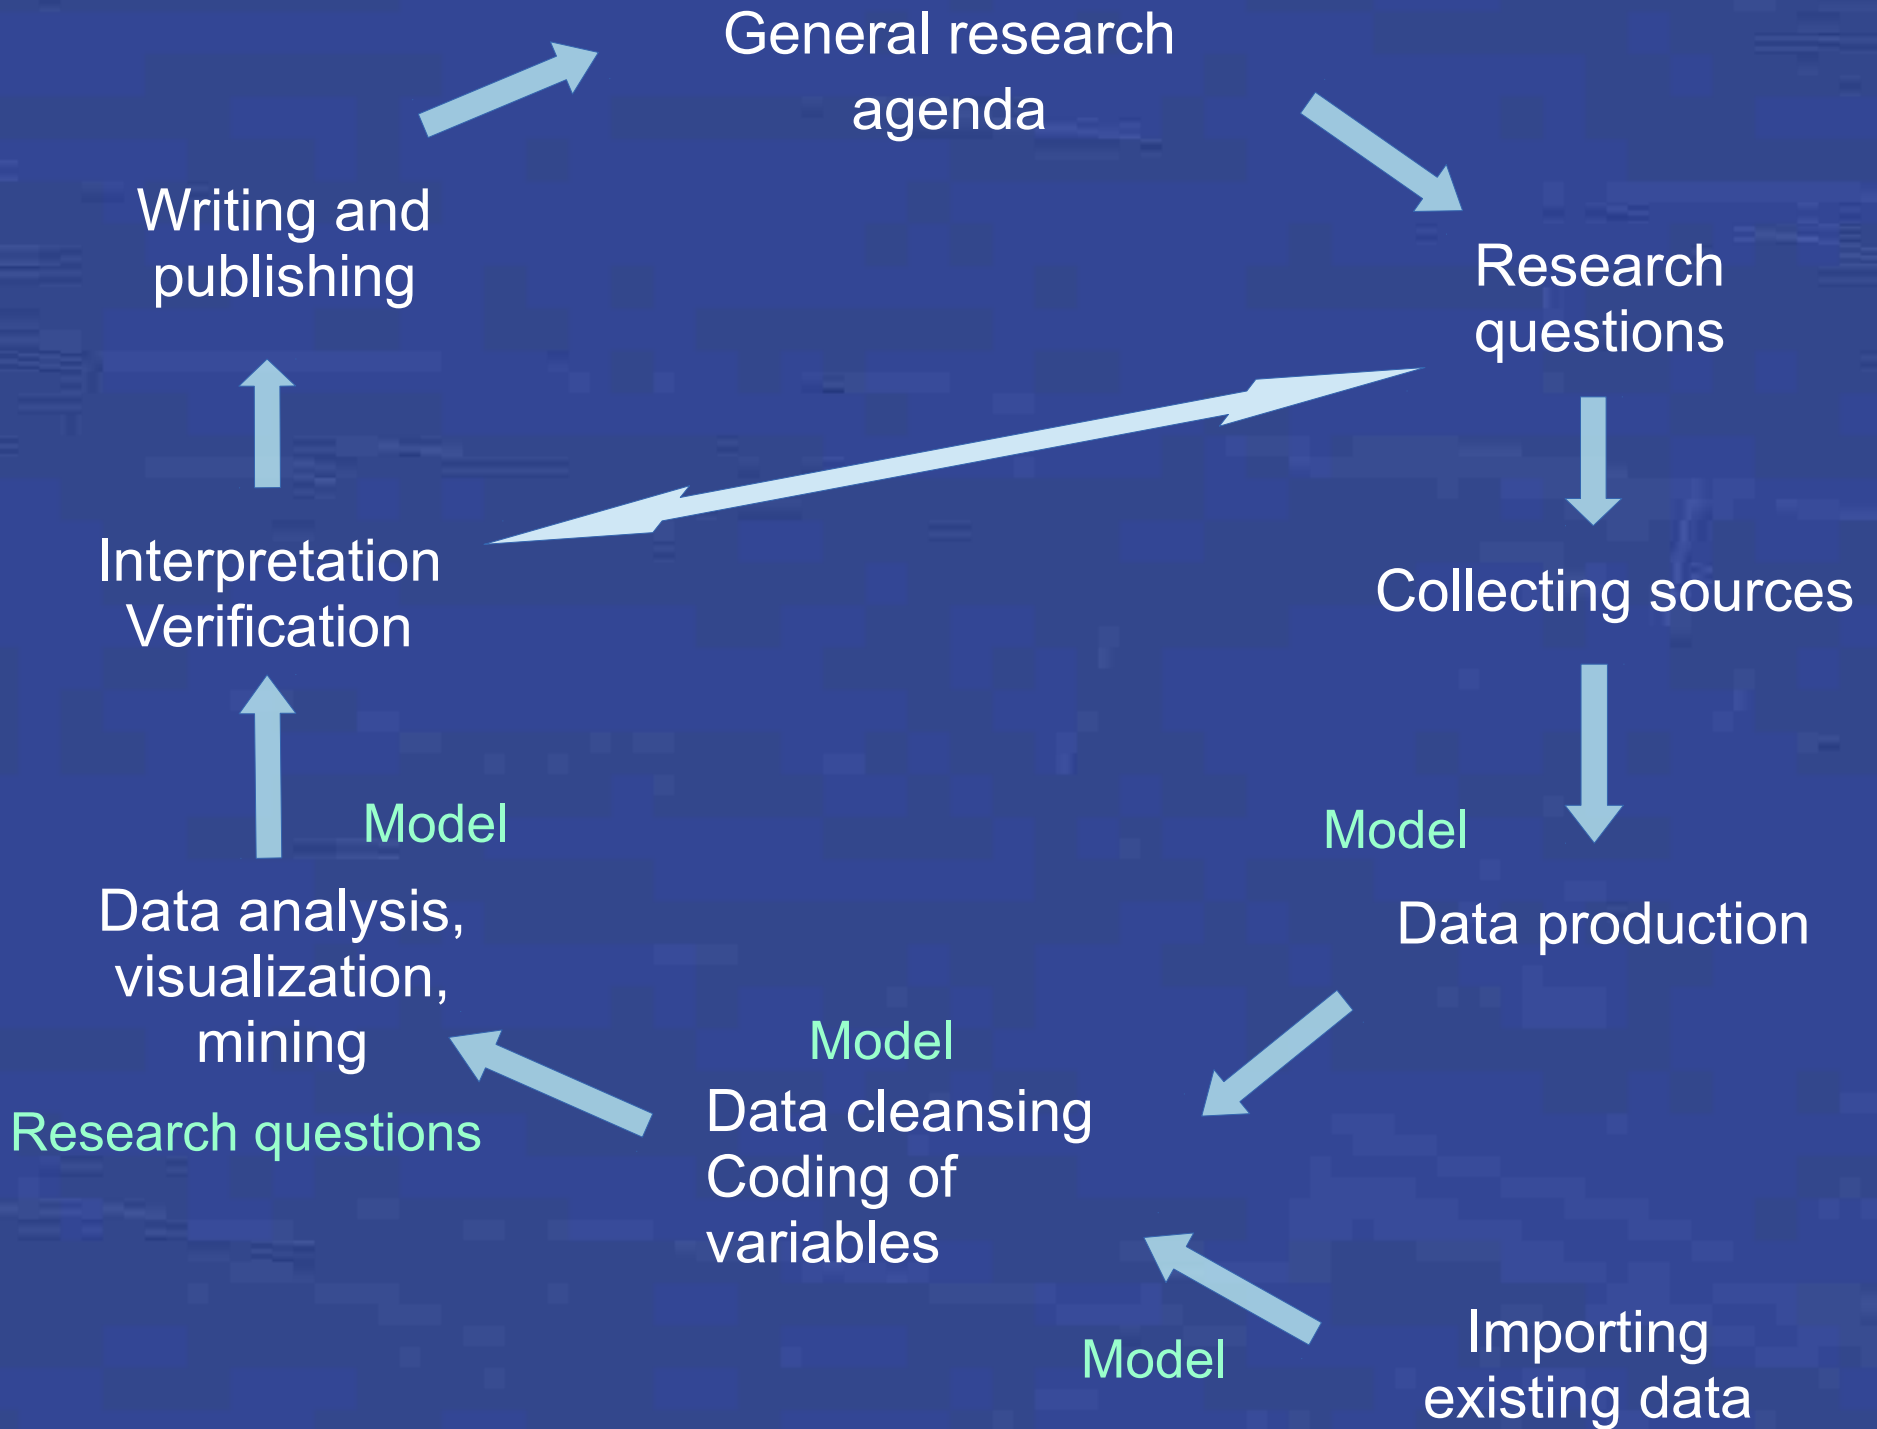 General research
agenda
Writing and
publishing
Research
questions
Interpretation
Verification
Collecting sources
Model
Model
Data analysis,
visualization,
mining
Data production
Model
Research questions
Data cleansing
Coding of
variables
Model
Importing
existing data